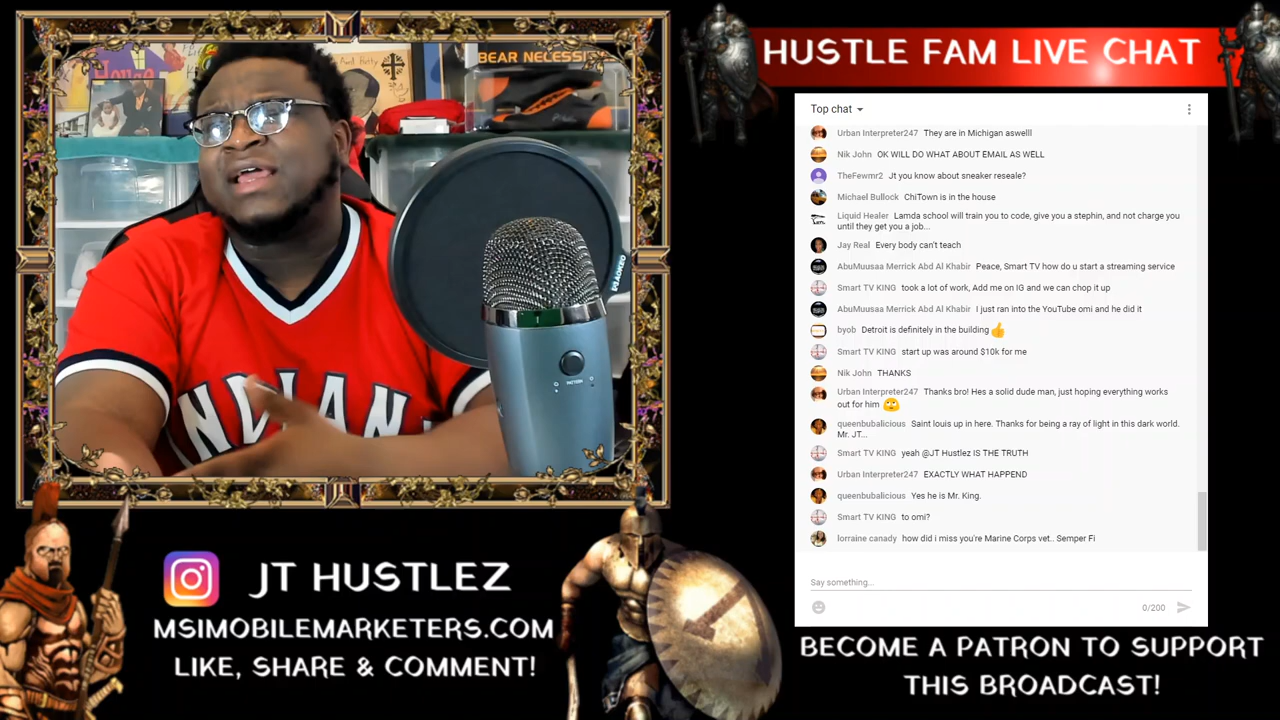 House
And Potty
BEAR NECESSI
INDIANS
MAONO
PATTERN
HUSTLE FAM LIVE CHAT
Top chat
Urban Interpreter247 They are in Michigan aswelll
Nik John OK WILL DO WHAT ABOUT EMAIL AS WELL
TheFewmr2 Jt you know about sneaker reseale?
Michael Bullock ChiTown is in the house
Liquid Healer Lamda school will train you to code, give you a stephin, and not charge you
until they get you a job...
Jay Real Every body can't teach
AbuMuusaa Merrick Abd Al Khabir Peace, Smart TV how do u start a streaming service
Smart TV KING took a lot of work, Add me on IG and we can chop it up
AbuMuusaa Merrick Abd Al Khabir I just ran into the YouTube omi and he did it
byob Detroit is definitely in the building 👍
Smart TV KING start up was around $10k for me
Nik John THANKS
Urban Interpreter247 Thanks bro! Hes a solid dude man, just hoping everything works
out for him 🙄
queenbubalicious Saint louis up in here. Thanks for being a ray of light in this dark world.
Mr. JT...
Smart TV KING yeah @JT Hustlez IS THE TRUTH
Urban Interpreter247 EXACTLY WHAT HAPPEND
queenbubalicious Yes he is Mr. King.
Smart TV KING to omi?
lorraine canady how did i miss you're Marine Corps vet.. Semper Fi
Say something...
0/200
JT HUSTLEZ
MSIMOBILEMARKETERS.COM
LIKE, SHARE & COMMENT!
BECOME A PATRON TO SUPPORT
THIS BROADCAST!